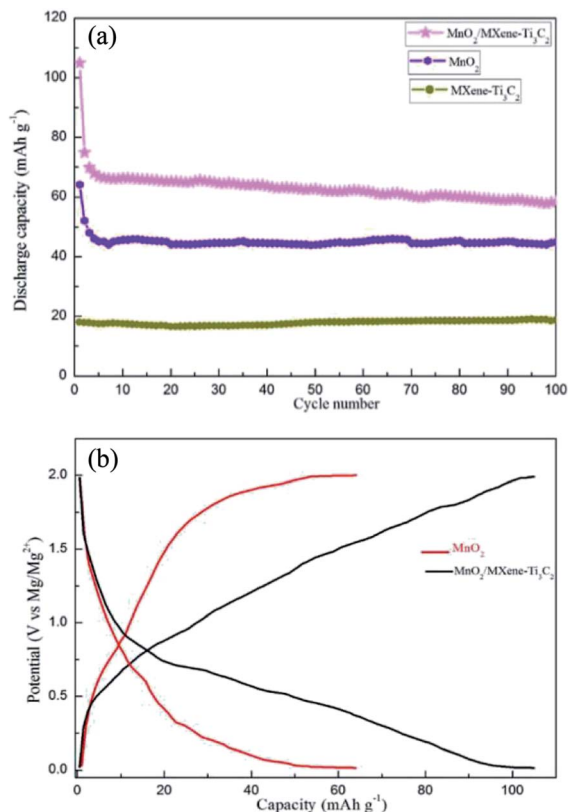 (a)
MnO₂/MXene-Ti₃C₂
MnO₂
MXene-Ti₃C₂
Discharge capacity (mAh g⁻¹)
120
100
80
60
40
20
0
0 10 20 30 40 50 60 70 80 90 100
Cycle number
(b)
MnO₂
MnO₂/MXene-Ti₃C₂
Potential (V vs Mg/Mg²⁺)
2.0
1.5
1.0
0.5
0.0
0 20 40 60 80 100
Capacity (mAh g⁻¹)